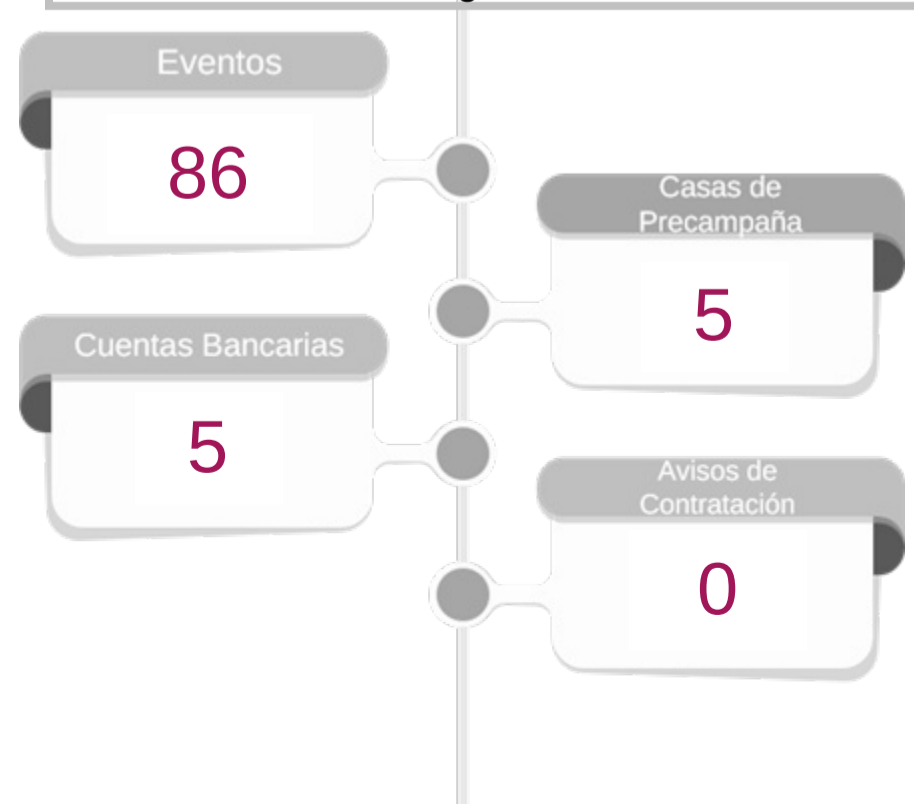 Eventos
86
Casas de
Precampaña
5
Cuentas Bancarias
5
Avisos de
Contratación
0